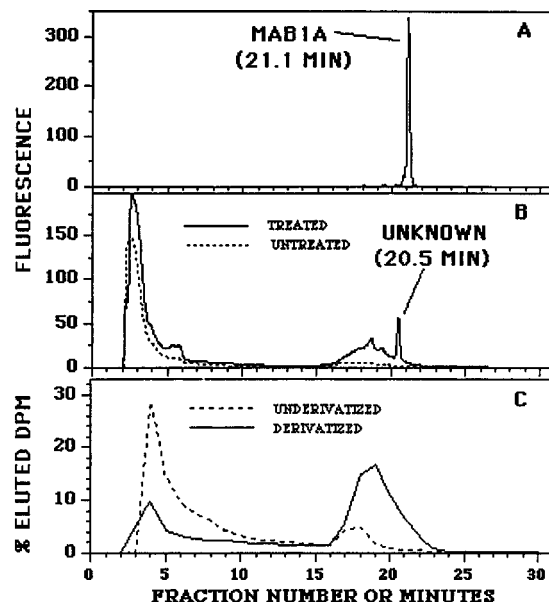 A
MAB1A
(21.1 MIN)
300
200
100
0
FLUORESCENCE
B
TREATED
UNTREATED
UNKNOWN
(20.5 MIN)
150
100
50
0
C
UNDERIVATIZED
DERIVATIZED
30
20
10
0
% ELUTED DPM
0 5 10 15 20 25 30
FRACTION NUMBER OR MINUTES